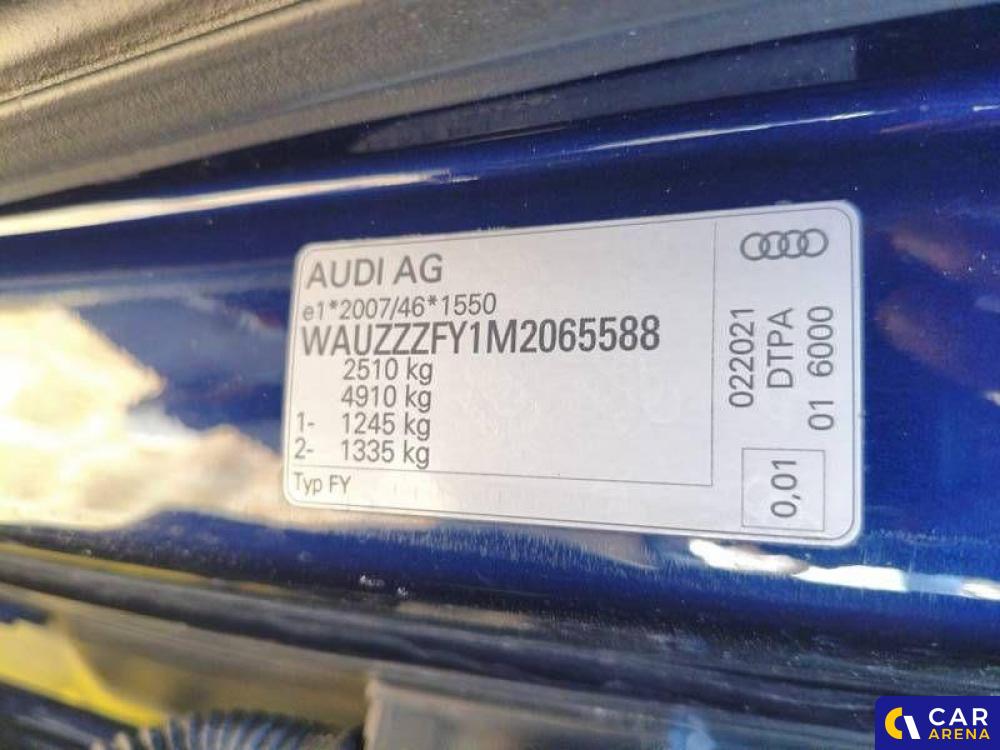 AUDI AG
e1*2007/46*1550
WAUZZZFY1M2065588
2510 kg
4910 kg
1- 1245 kg
2- 1335 kg
Typ FY
022021
DTPA
01 6000
0,01
CAR
ARENA